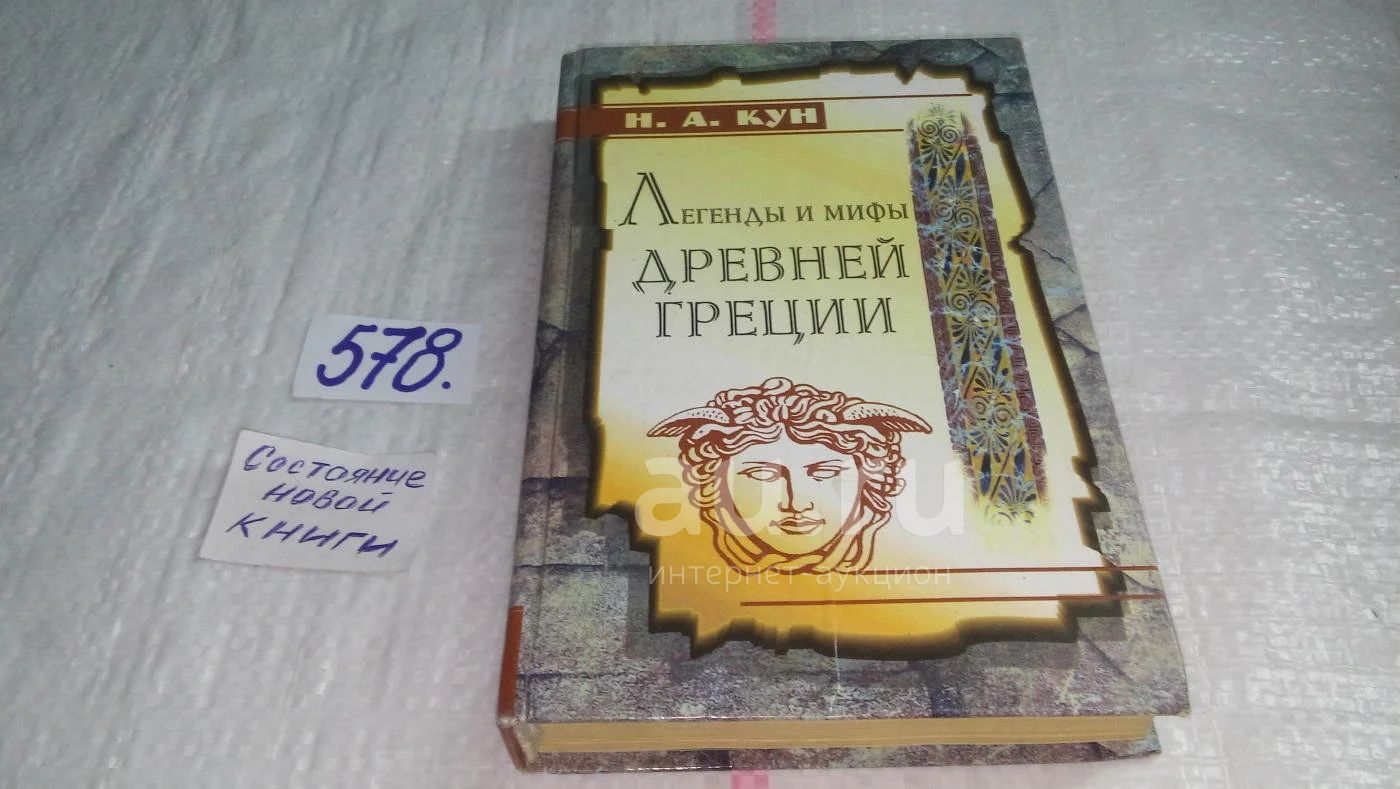 Н. А. КУН
Легенды и мифы
ДРЕВНЕЙ
ГРЕЦИИ
578.
Состояние
новой
книги
au.ru
интернет-аукцион